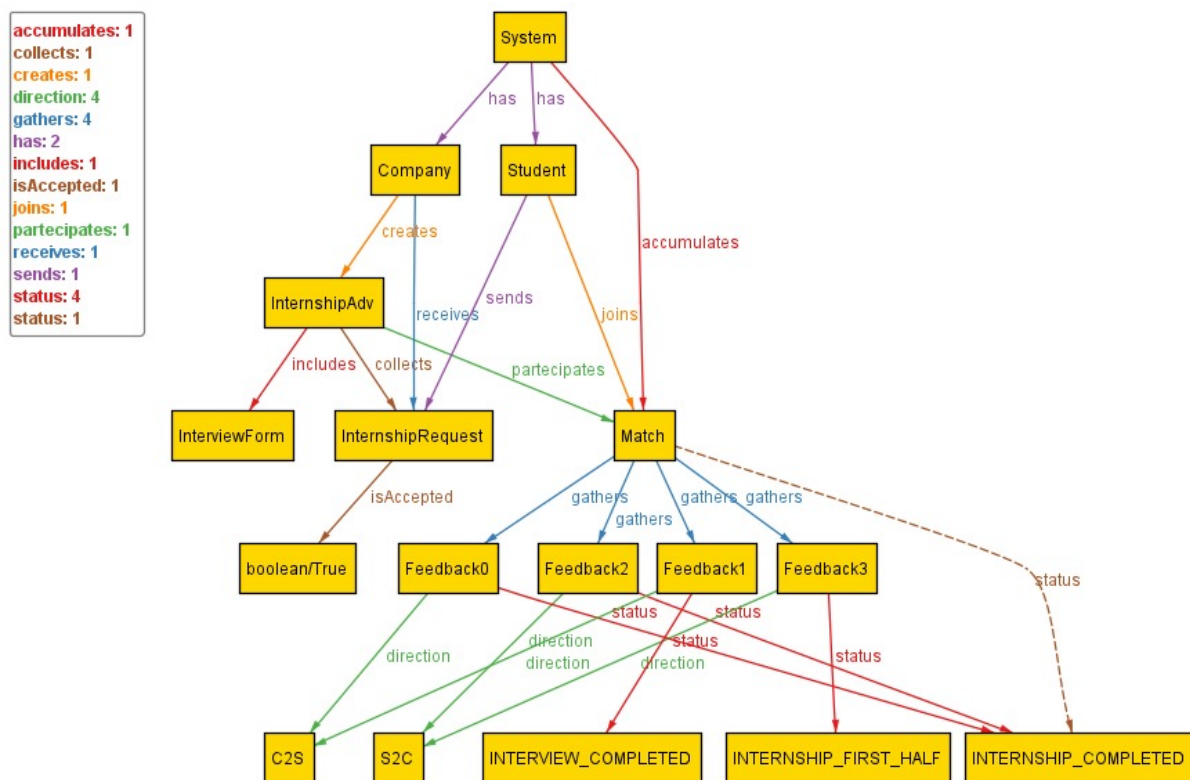 accumulates: 1
collects: 1
creates: 1
direction: 4
gathers: 4
has: 2
includes: 1
isAccepted: 1
joins: 1
partecipates: 1
receives: 1
sends: 1
status: 4
status: 1
System
has
has
Company
Student
accumulates
creates
InternshipAdv
receives
sends
joins
includes
collects
partecipates
InterviewForm
InternshipRequest
Match
isAccepted
gathers
gathers
gathers
gathers
boolean/True
Feedback0
Feedback2
Feedback1
Feedback3
status
status
status
status
status
direction
direction
direction
direction
C2S
S2C
INTERVIEW_COMPLETED
INTERNSHIP_FIRST_HALF
INTERNSHIP_COMPLETED